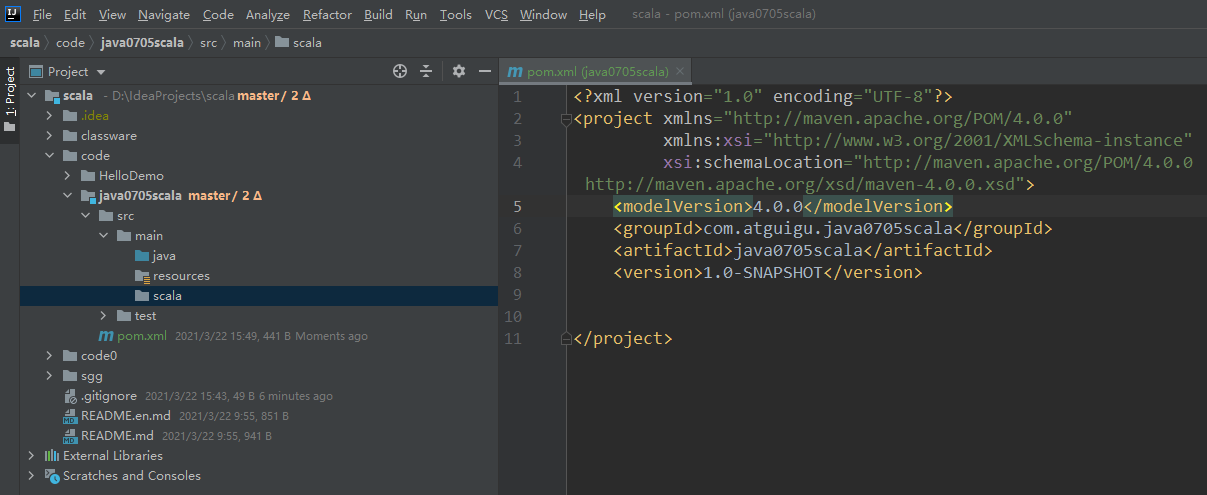 File Edit View Navigate Code Analyze Refactor Build Run Tools VCS Window Help scala - pom.xml (java0705scala)
scala code java0705scala src main scala
1: Project
Project
scala - D:\IdeaProjects\scala master/ 2 Δ
.idea
classware
code
HelloDemo
java0705scala master/ 2 Δ
src
main
java
resources
scala
test
pom.xml 2021/3/22 15:49, 441 B Moments ago
code0
sgg
.gitignore 2021/3/22 15:43, 49 B 6 minutes ago
README.en.md 2021/3/22 9:55, 851 B
README.md 2021/3/22 9:55, 941 B
External Libraries
Scratches and Consoles
pom.xml (java0705scala)
1 <?xml version="1.0" encoding="UTF-8"?>
2 <project xmlns="http://maven.apache.org/POM/4.0.0"
3 xmlns:xsi="http://www.w3.org/2001/XMLSchema-instance"
4 xsi:schemaLocation="http://maven.apache.org/POM/4.0.0
http://maven.apache.org/xsd/maven-4.0.0.xsd">
5 <modelVersion>4.0.0</modelVersion>
6 <groupId>com.atguigu.java0705scala</groupId>
7 <artifactId>java0705scala</artifactId>
8 <version>1.0-SNAPSHOT</version>
9
10
11 </project>